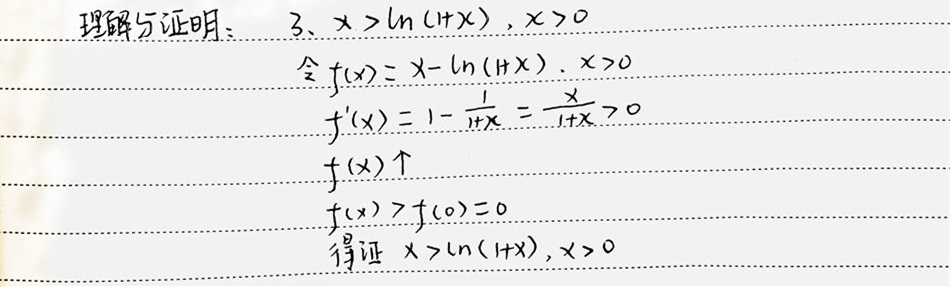 理解与证明: 3、x>ln(1+x), x>0
令 f(x)=x-ln(1+x). x>0
f'(x)=1-\frac{1}{1+x}=\frac{x}{1+x}>0
f(x)↑
f(x)>f(0)=0
得证 x>ln(1+x), x>0